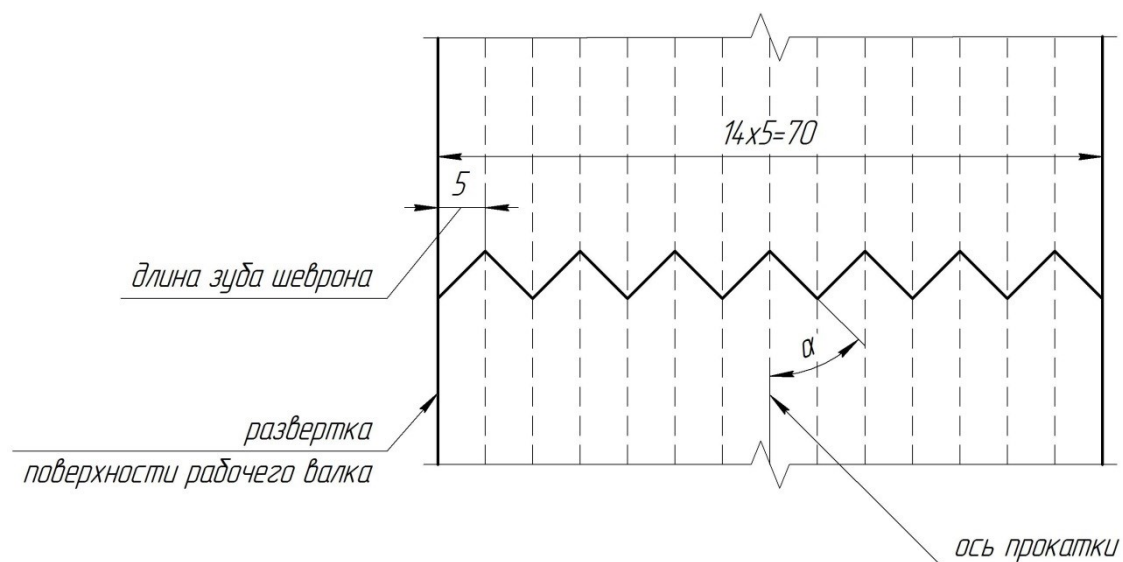 14x5=70
5
длина зуба шеврона
α
развертка
поверхности рабочего валка
ось прокатки